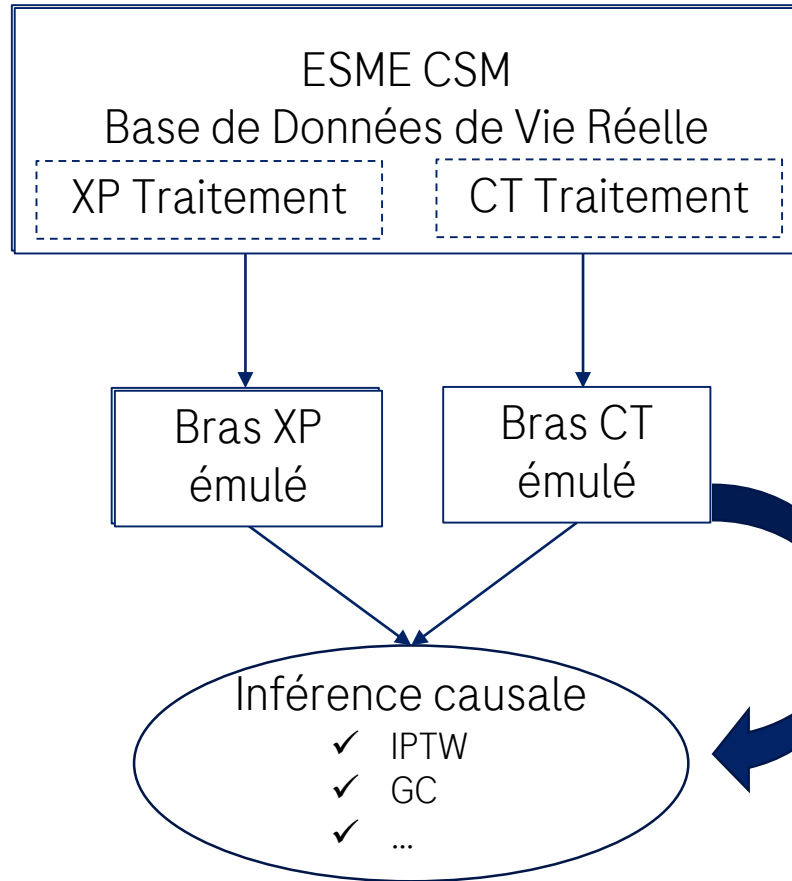 ESME CSM
Base de Données de Vie Réelle
XP Traitement
CT Traitement
Bras XP
émulé
Bras CT
émulé
Inférence causale
✓ IPTW
✓ GC
✓ ...